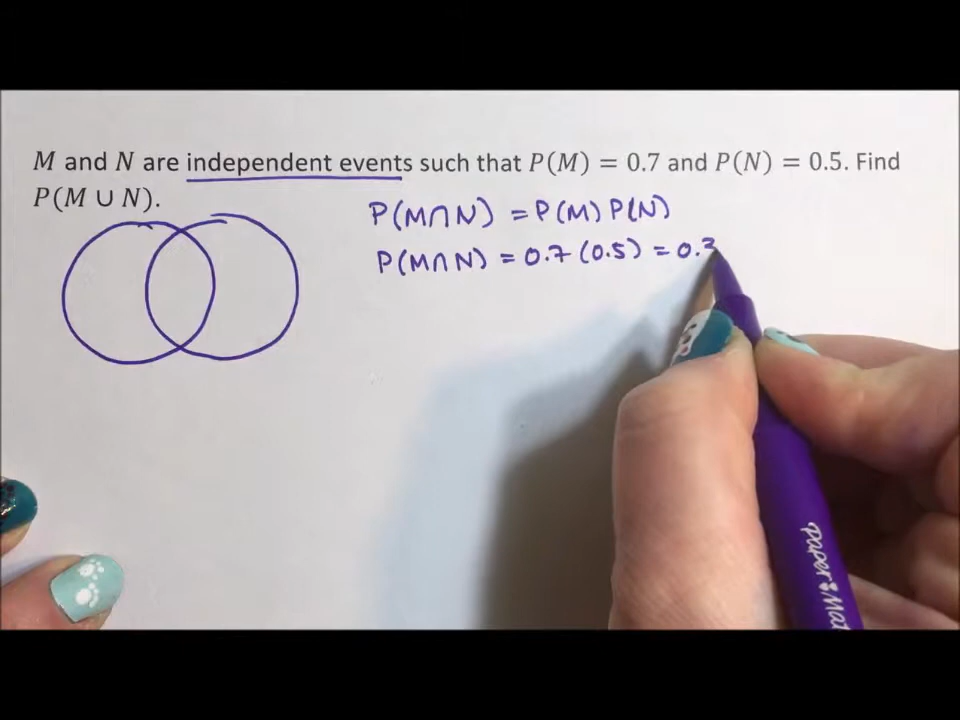 M and N are independent events such that P(M) = 0.7 and P(N) = 0.5. Find
P(M ∪ N).
P(M∩N) = P(M) P(N)
P(M∩N) = 0.7 (0.5) = 0.3
paper Mat